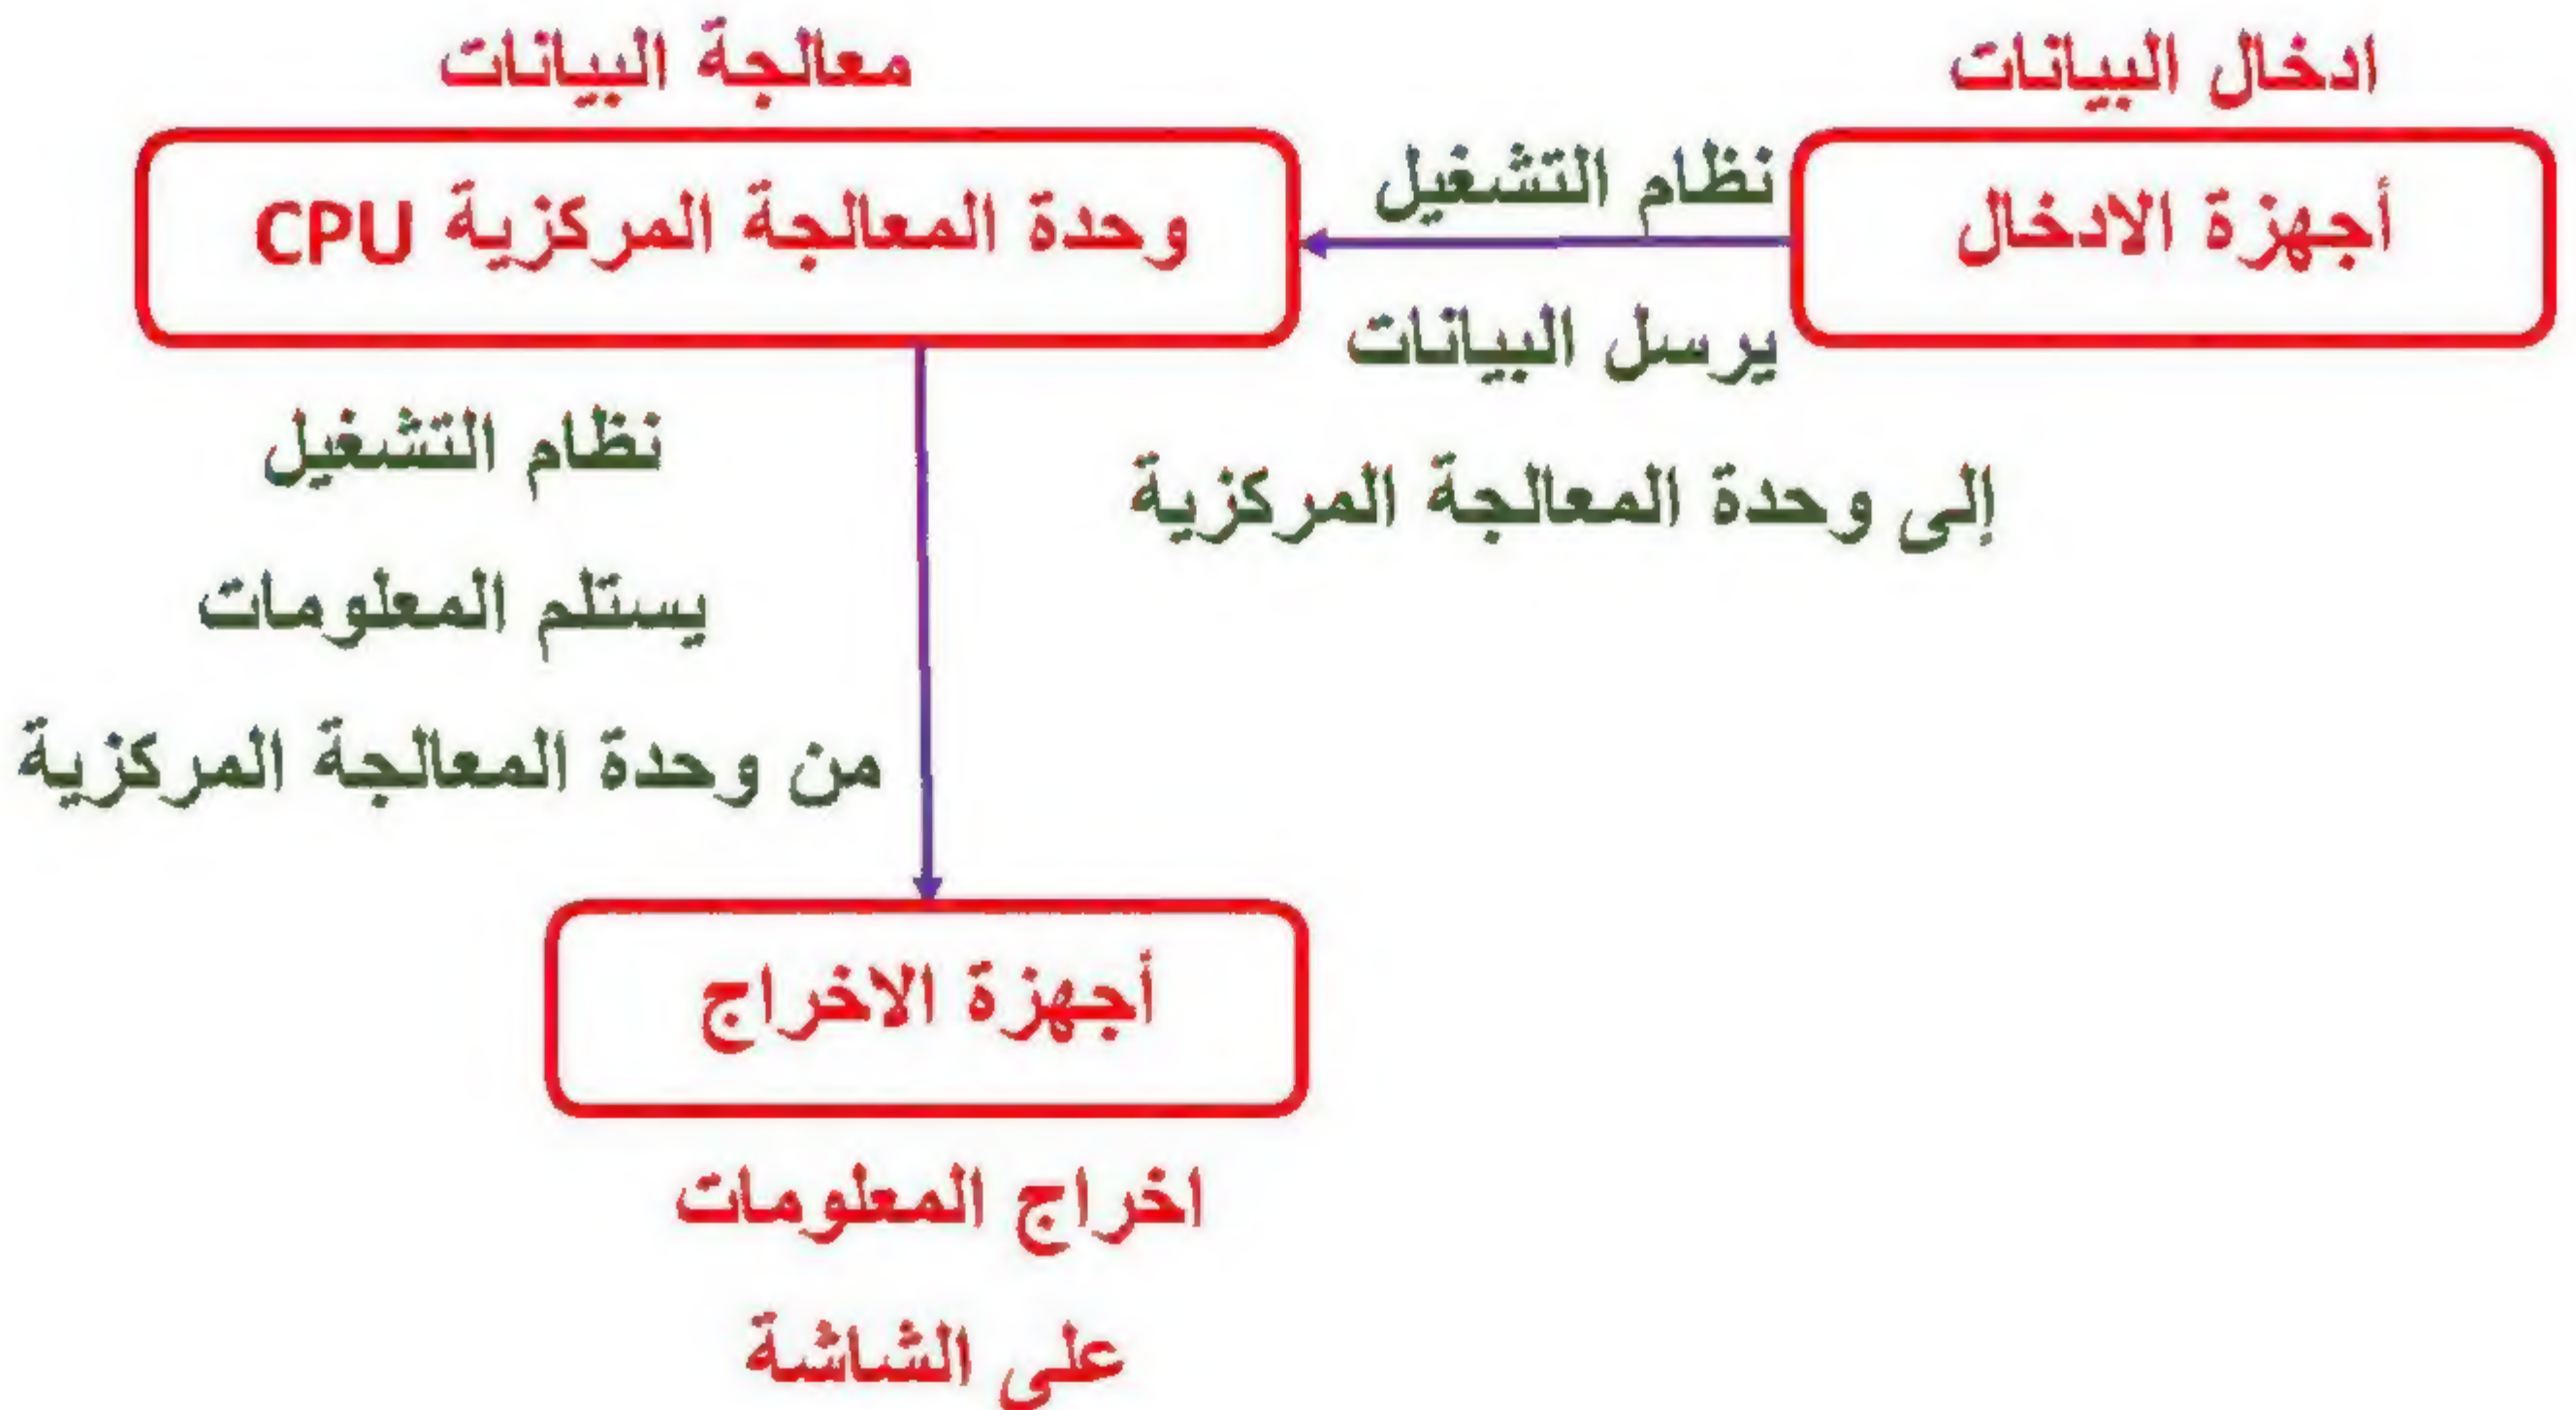 ادخال البيانات
أجهزة الادخال
نظام التشغيل
يرسل البيانات
إلى وحدة المعالجة المركزية
معالجة البيانات
وحدة المعالجة المركزية CPU
نظام التشغيل
يستلم المعلومات
من وحدة المعالجة المركزية
أجهزة الاخراج
اخراج المعلومات
على الشاشة